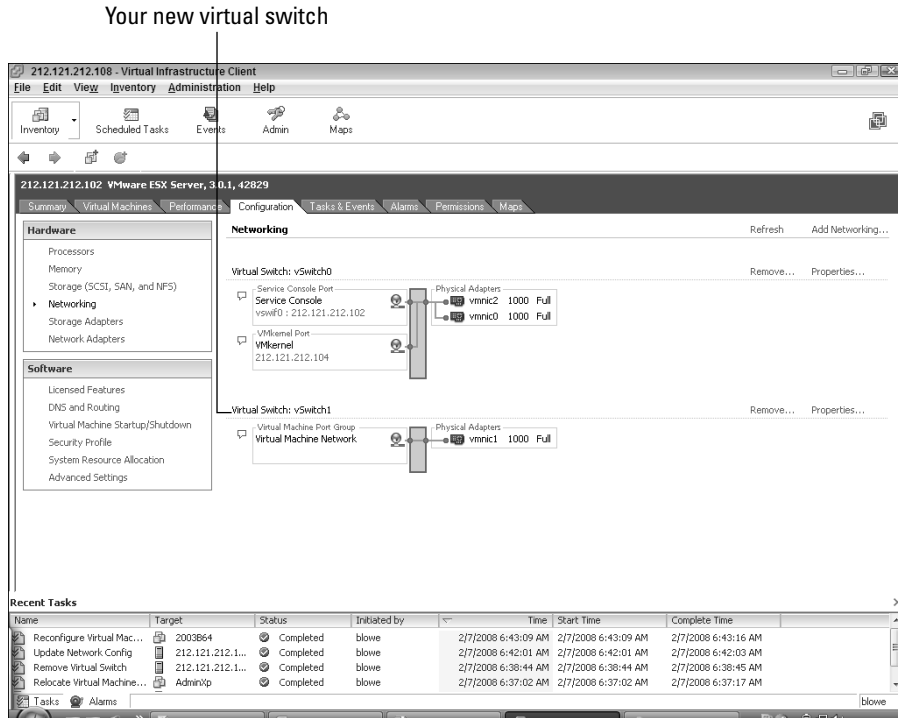 Your new virtual switch
212.121.212.108 - Virtual Infrastructure Client
File Edit View Inventory Administration Help
Inventory Scheduled Tasks Events Admin Maps
212.121.212.102 VMware ESX Server, 3.0.1, 42829
Summary Virtual Machines Performance Configuration Tasks & Events Alarms Permissions Maps
Hardware
Processors
Memory
Storage (SCSI, SAN, and NFS)
Networking
Storage Adapters
Network Adapters
Software
Licensed Features
DNS and Routing
Virtual Machine Startup/Shutdown
Security Profile
System Resource Allocation
Advanced Settings
Networking Refresh Add Networking...
Virtual Switch: vSwitch0 Remove... Properties...
Service Console Port
Service Console
vswif0 : 212.121.212.102
Physical Adapters
vmnic2 1000 Full
vmnic0 1000 Full
VMkernel Port
VMkernel
212.121.212.104
Virtual Switch: vSwitch1 Remove... Properties...
Virtual Machine Port Group
Virtual Machine Network
Physical Adapters
vmnic1 1000 Full
Recent Tasks
Name Target Status Initiated by Time Start Time Complete Time
Reconfigure Virtual Mac... 2003B64 Completed blowe 2/7/2008 6:43:09 AM 2/7/2008 6:43:09 AM 2/7/2008 6:43:16 AM
Update Network Config 212.121.212.1... Completed blowe 2/7/2008 6:42:01 AM 2/7/2008 6:42:01 AM 2/7/2008 6:42:03 AM
Remove Virtual Switch 212.121.212.1... Completed blowe 2/7/2008 6:38:44 AM 2/7/2008 6:38:44 AM 2/7/2008 6:38:45 AM
Relocate Virtual Machine... AdminXp Completed blowe 2/7/2008 6:37:02 AM 2/7/2008 6:37:02 AM 2/7/2008 6:37:17 AM
Tasks Alarms blowe